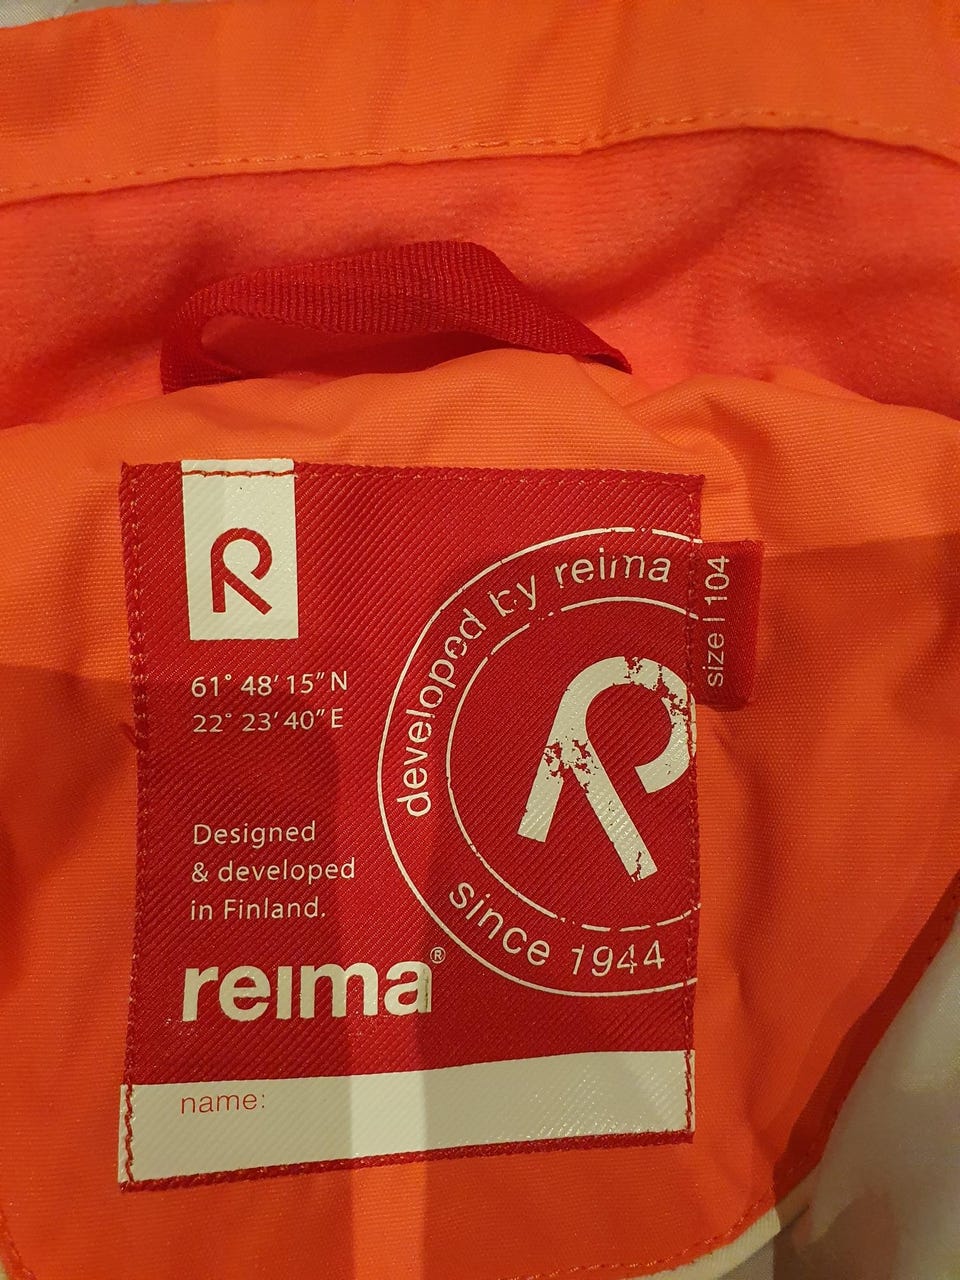 R
61° 48' 15" N
22° 23' 40" E
Designed
& developed
in Finland.
reima®
developed by reima
R
since 1944
size | 104
name: